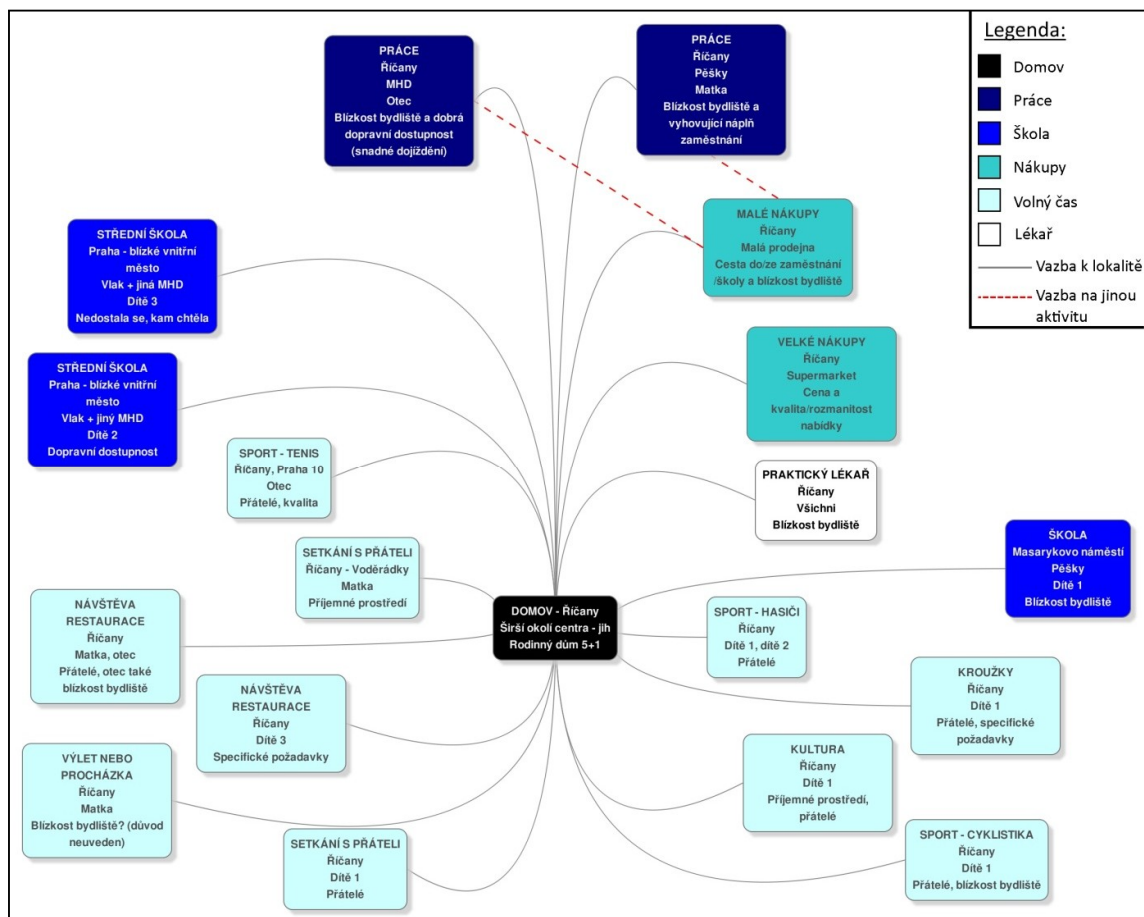 PRÁCE
Říčany
MHD
Otec
Blízkost bydliště a dobrá
dopravní dostupnost
(snadné dojíždění)
PRÁCE
Říčany
Pěšky
Matka
Blízkost bydliště a
vyhovující náplň
zaměstnání
Legenda:
Domov
Práce
Škola
Nákupy
Volný čas
Lékař
Vazba k lokalitě
Vazba na jinou
aktivitu
MALÉ NÁKUPY
Říčany
Malá prodejna
Cesta do/ze zaměstnání
/školy a blízkost bydliště
STŘEDNÍ ŠKOLA
Praha - blízké vnitřní
město
Vlak + jiná MHD
Dítě 3
Nedostala se, kam chtěla
VELKÉ NÁKUPY
Říčany
Supermarket
Cena a
kvalita/rozmanitost
nabídky
STŘEDNÍ ŠKOLA
Praha - blízké vnitřní
město
Vlak + jiný MHD
Dítě 2
Dopravní dostupnost
SPORT - TENIS
Říčany, Praha 10
Otec
Přátelé, kvalita
PRAKTICKÝ LÉKAŘ
Říčany
Všichni
Blízkost bydliště
ŠKOLA
Masarykovo náměstí
Pěšky
Dítě 1
Blízkost bydliště
SETKÁNÍ S PŘÁTELI
Říčany - Voděrádky
Matka
Příjemné prostředí
DOMOV - Říčany
Širší okolí centra - jih
Rodinný dům 5+1
SPORT - HASIČI
Říčany
Dítě 1, dítě 2
Přátelé
NÁVŠTĚVA
RESTAURACE
Říčany
Matka, otec
Přátelé, otec také
blízkost bydliště
NÁVŠTĚVA
RESTAURACE
Říčany
Dítě 3
Specifické požadavky
KROUŽKY
Říčany
Dítě 1
Přátelé, specifické
požadavky
VÝLET NEBO
PROCHÁZKA
Říčany
Matka
Blízkost bydliště? (důvod
neuveden)
KULTURA
Říčany
Dítě 1
Příjemné prostředí,
přátelé
SETKÁNÍ S PŘÁTELI
Říčany
Dítě 1
Přátelé
SPORT - CYKLISTIKA
Říčany
Dítě 1
Přátelé, blízkost bydliště